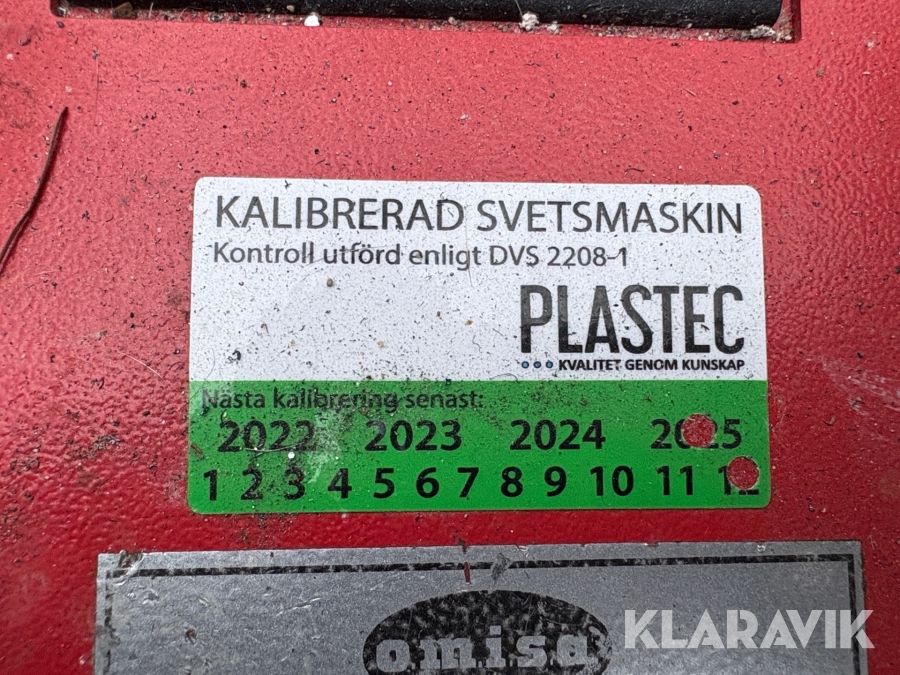 KALIBRERAD SVETSMASKIN
Kontroll utförd enligt DVS 2208-1
PLASTEC
KVALITET GENOM KUNSKAP
Nästa kalibrering senast:
2022 2023 2024 2025
1 2 3 4 5 6 7 8 9 10 11 12
omisa
KLARAVIK